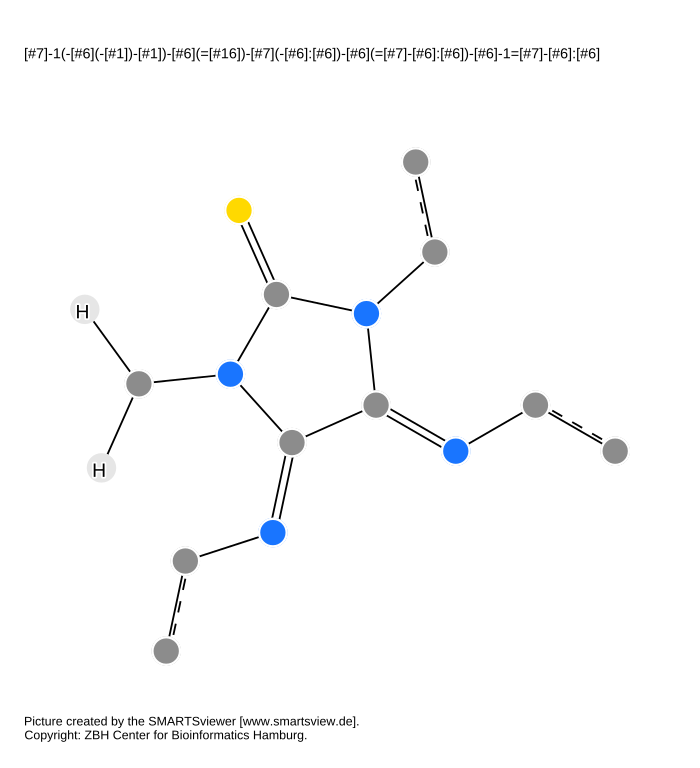 [#7]-1(-[#6](-[#1])-[#1])-[#6](=[#16])-[#7](-[#6]:[#6])-[#6](=[#7]-[#6]:[#6])-[#6]-1=[#7]-[#6]:[#6]
H
H
Picture created by the SMARTSviewer [www.smartsview.de].
Copyright: ZBH Center for Bioinformatics Hamburg.